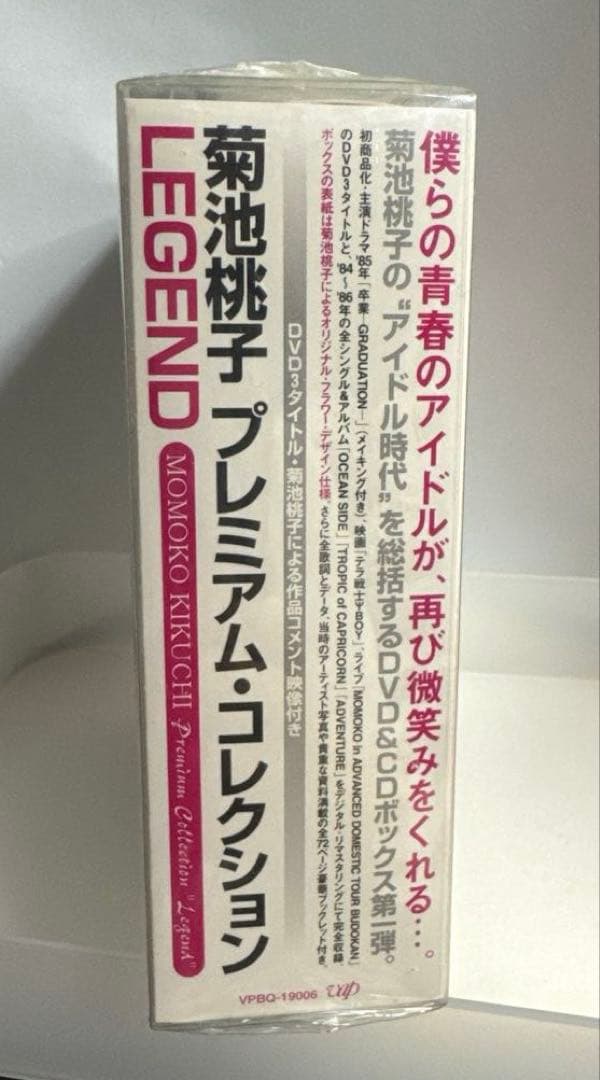 僕らの青春のアイドルが、再び微笑みをくれる…。
菊池桃子の“アイドル時代”を総括するDVD&CDボックス第一弾。
初商品化・主演ドラマ'85年「卒業-GRADUATION-」(メイキング付き)、映画「テラ戦士ΨBOY」、ライブ「MOMOKO in ADVANCED DOMESTIC TOUR BUDOKAN」
のDVD3タイトルと、'84〜'86年の全シングル&アルバム「OCEAN SIDE」「TROPIC of CAPRICORN」「ADVENTURE」をデジタル・リマスタリングにて完全収録。
ボックスの表紙は菊池桃子によるオリジナル・フラワー・デザイン仕様。さらに全歌詞とデータ、当時のアーティスト写真や貴重な資料満載の全72ページ豪華ブックレット付き。
DVD3タイトル・菊池桃子による作品コメント映像付き
菊池桃子 プレミアム・コレクション
LEGEND MOMOKO KIKUCHI Premium Collection "Legend"
VPBQ-19006